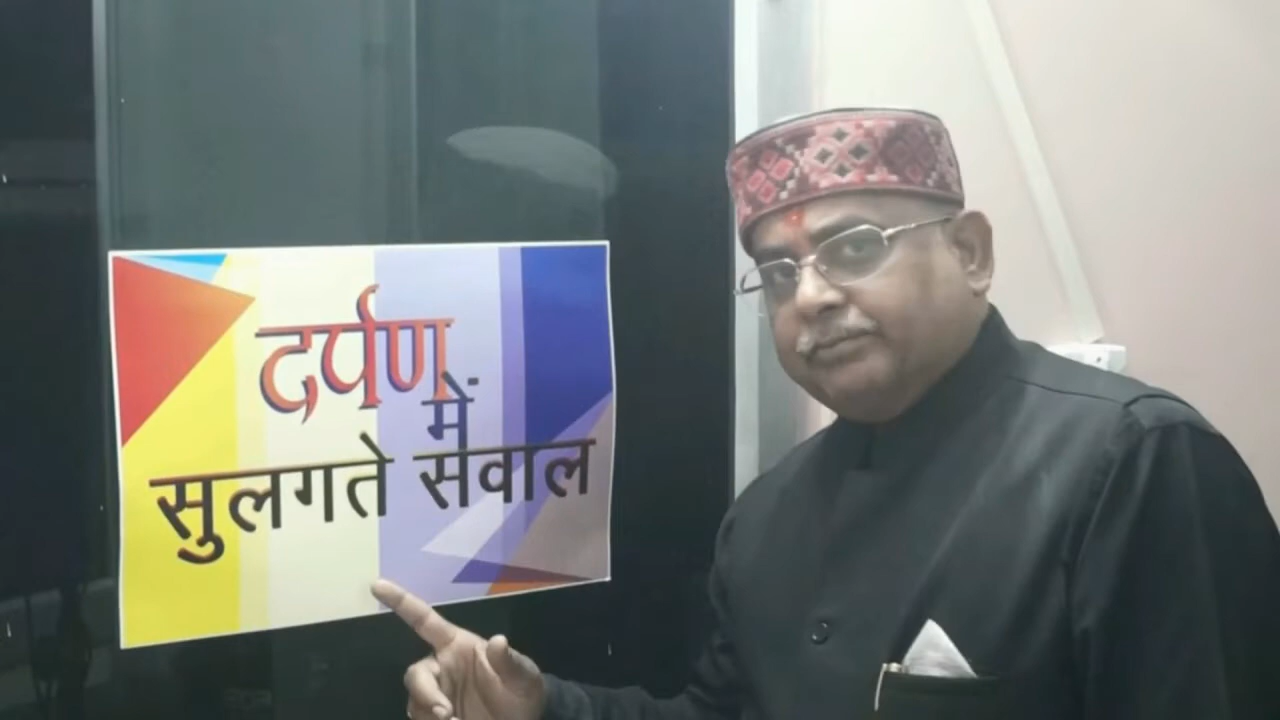 दर्पण
में
सुलगते सवाल